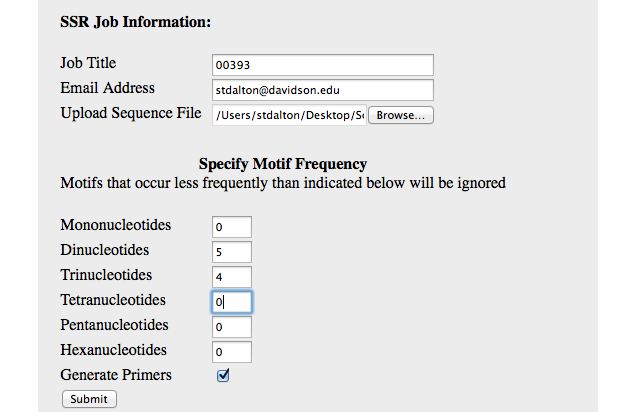 SSR Job Information:
Job Title 00393
Email Address stdalton@davidson.edu
Upload Sequence File /Users/stdalton/Desktop/S Browse...
Specify Motif Frequency
Motifs that occur less frequently than indicated below will be ignored
Mononucleotides 0
Dinucleotides 5
Trinucleotides 4
Tetranucleotides 0
Pentanucleotides 0
Hexanucleotides 0
Generate Primers
Submit